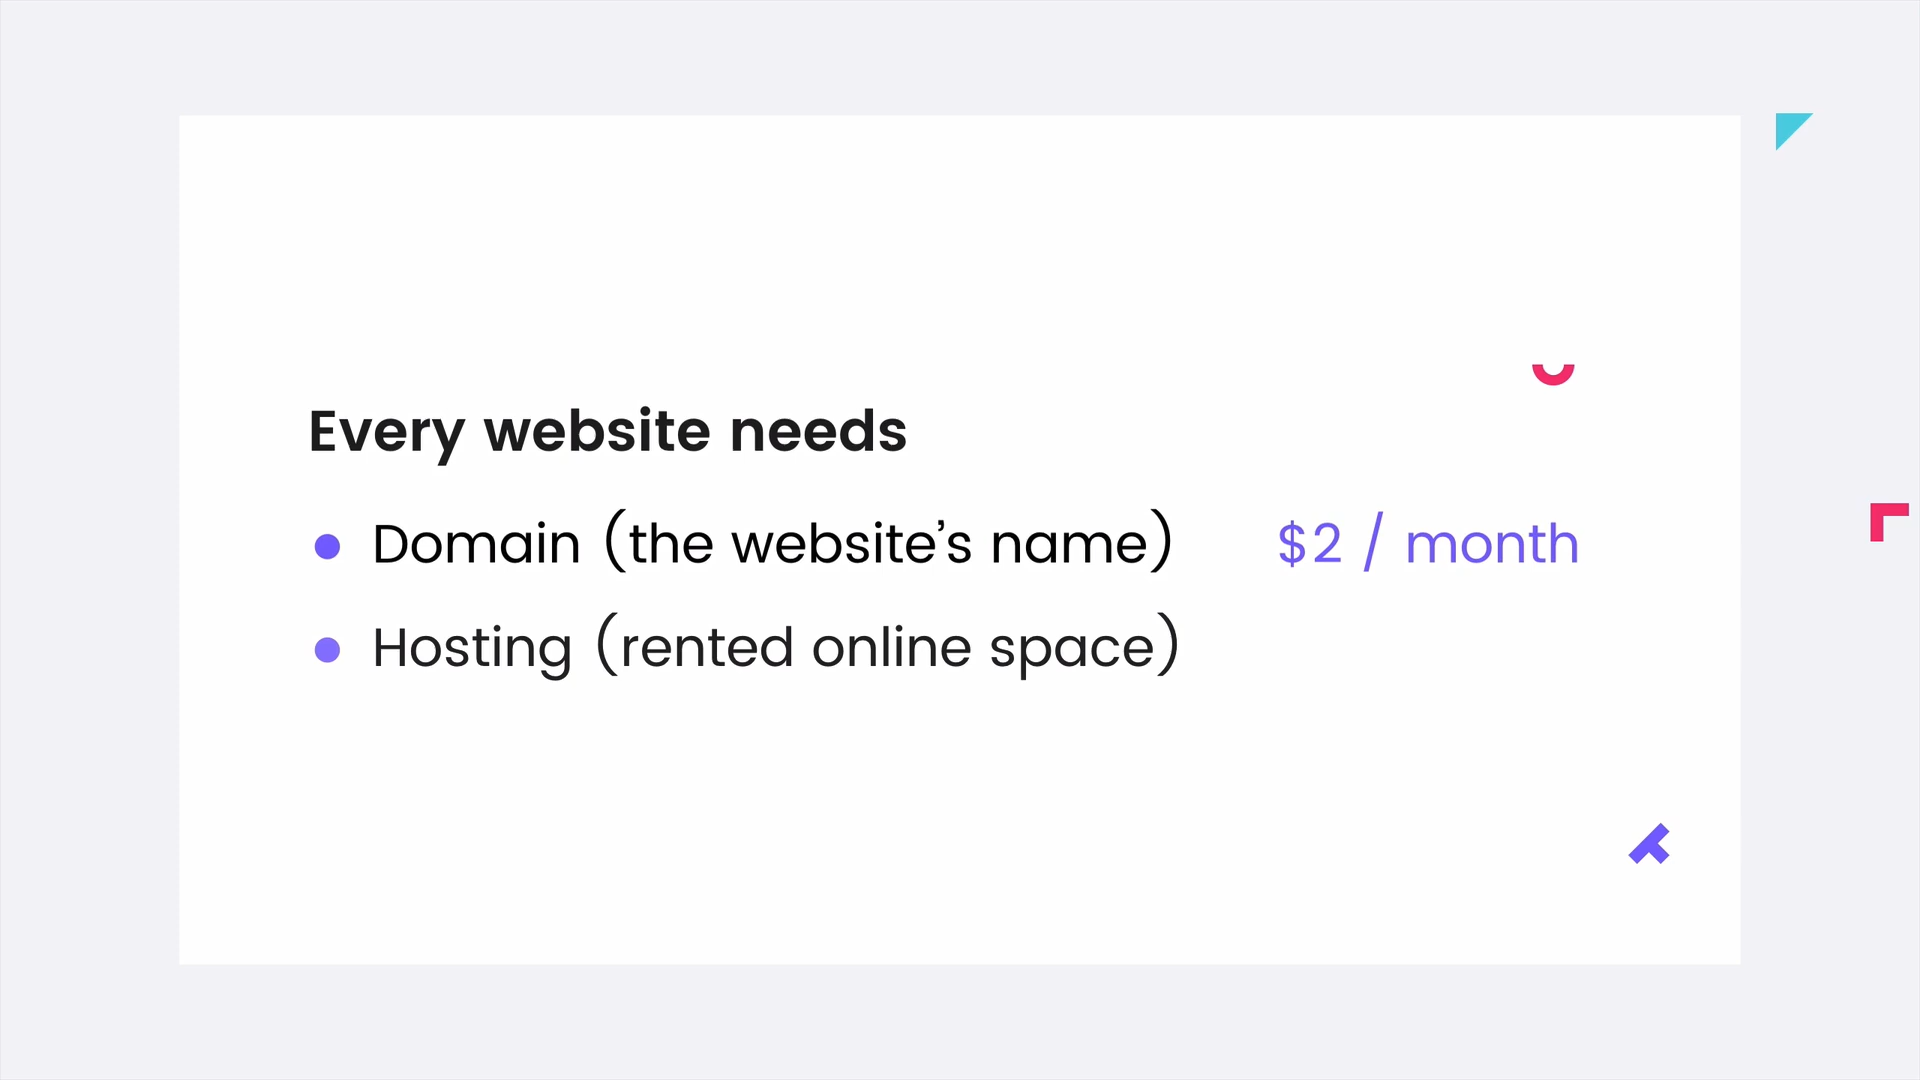 Every website needs
• Domain (the website’s name) $2 / month
• Hosting (rented online space)